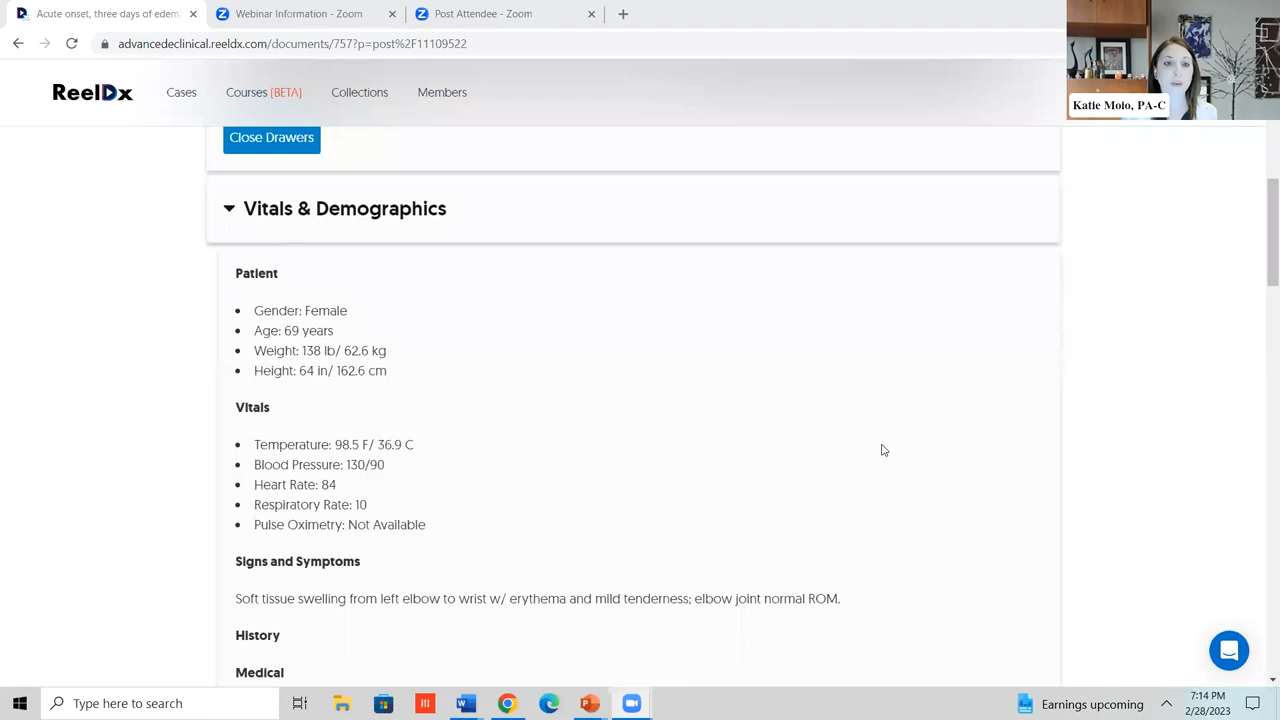 Acute onset, three days of edem
Webinar Information - Zoom
Post Attendee - Zoom
advancedeclinical.reeldx.com/documents/757?p=post%2F11109522
ReelDx
Cases
Courses (BETA)
Collections
Members
Katie Moio, PA-C
Close Drawers
Vitals & Demographics
Patient
Gender: Female
Age: 69 years
Weight: 138 lb/ 62.6 kg
Height: 64 in/ 162.6 cm
Vitals
Temperature: 98.5 F/ 36.9 C
Blood Pressure: 130/90
Heart Rate: 84
Respiratory Rate: 10
Pulse Oximetry: Not Available
Signs and Symptoms
Soft tissue swelling from left elbow to wrist w/ erythema and mild tenderness; elbow joint normal ROM.
History
Medical
Type here to search
Earnings upcoming
7:14 PM
2/28/2023